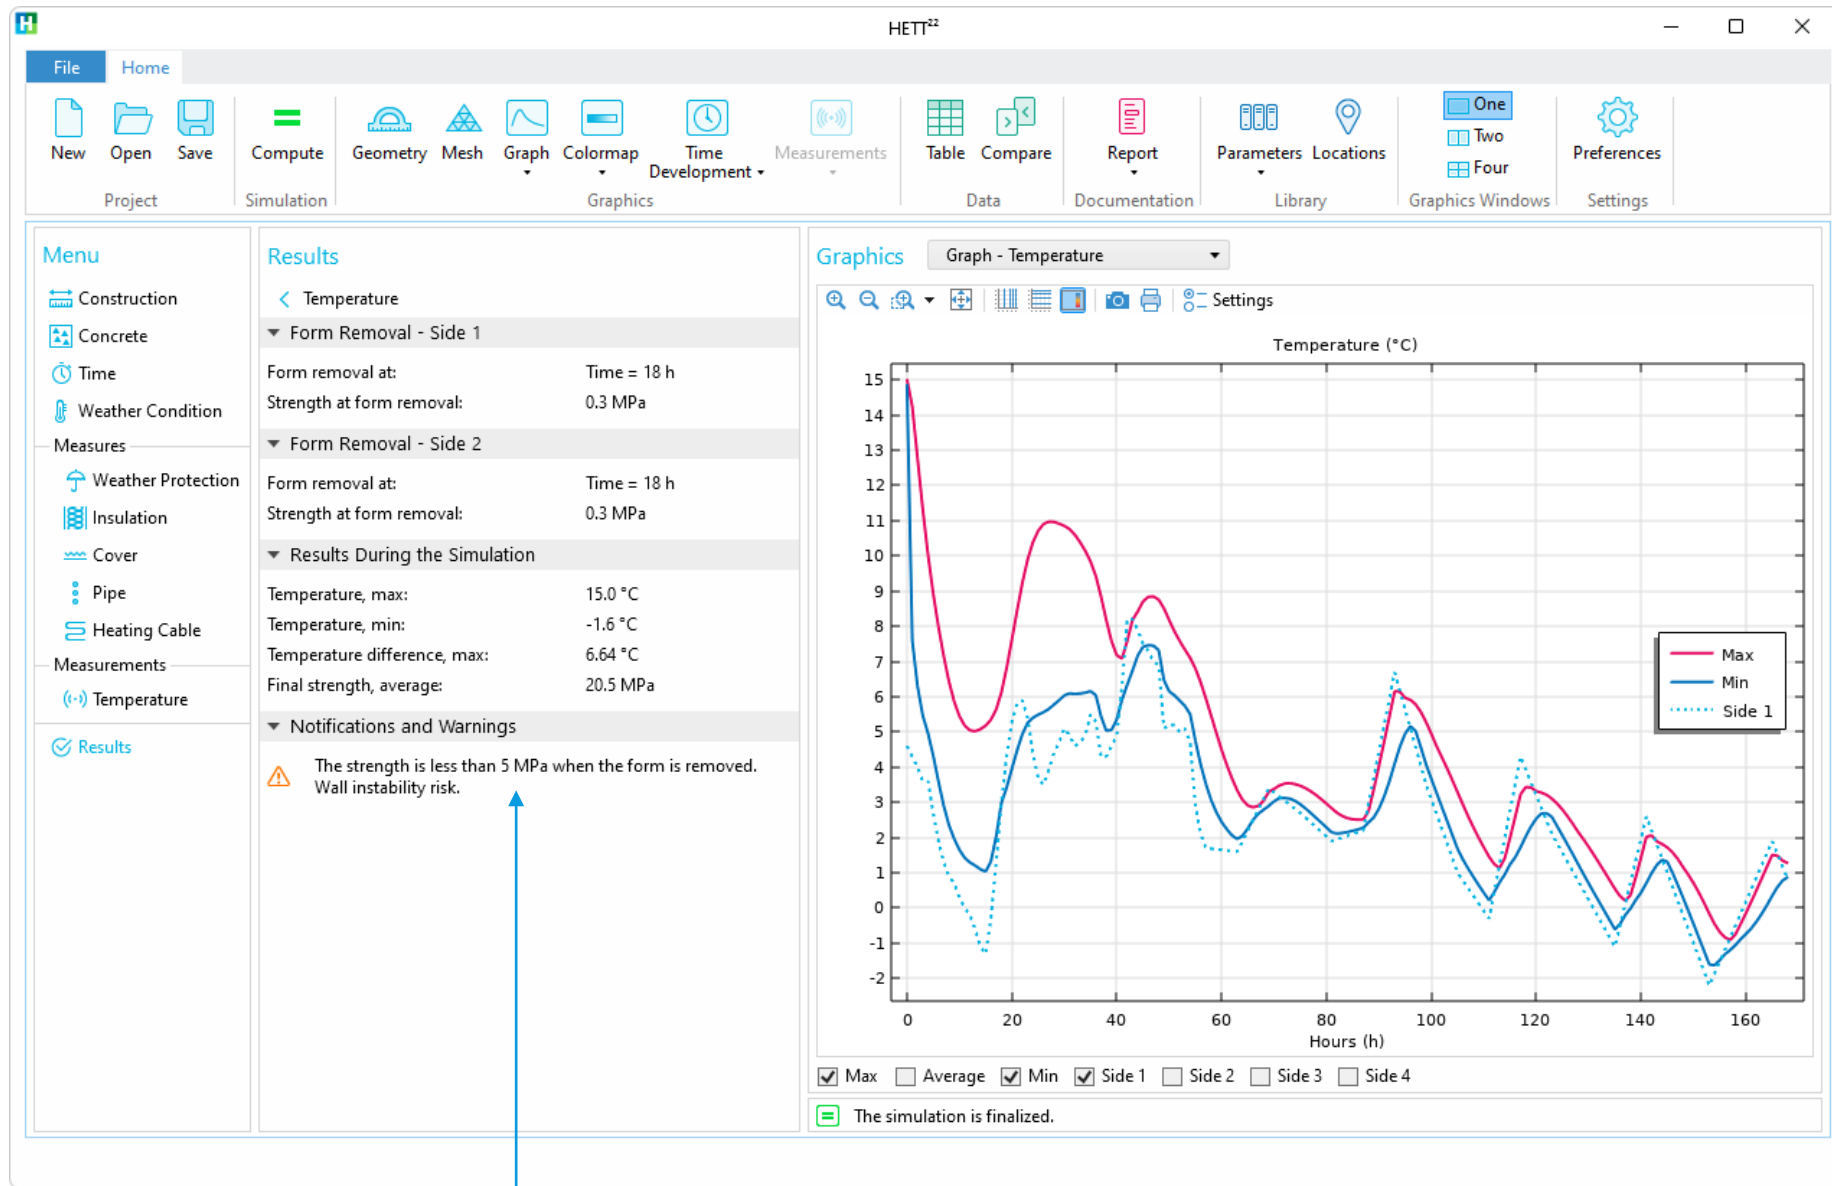 HETT²²
File Home
New Open Save Compute Geometry Mesh Graph Colormap Time Development Measurements Table Compare Report Parameters Locations One Two Four Preferences
Project Simulation Graphics Data Documentation Library Graphics Windows Settings
Menu
Construction
Concrete
Time
Weather Condition
Measures
Weather Protection
Insulation
Cover
Pipe
Heating Cable
Measurements
Temperature
Results
Results
Temperature
Form Removal - Side 1
Form removal at: Time = 18 h
Strength at form removal: 0.3 MPa
Form Removal - Side 2
Form removal at: Time = 18 h
Strength at form removal: 0.3 MPa
Results During the Simulation
Temperature, max: 15.0 °C
Temperature, min: -1.6 °C
Temperature difference, max: 6.64 °C
Final strength, average: 20.5 MPa
Notifications and Warnings
The strength is less than 5 MPa when the form is removed.
Wall instability risk.
Graphics Graph - Temperature
Settings
Temperature (°C)
15
14
13
12
11
10
9
8
7
6
5
4
3
2
1
0
-1
-2
0 20 40 60 80 100 120 140 160
Hours (h)
Max
Min
Side 1
Max Average Min Side 1 Side 2 Side 3 Side 4
The simulation is finalized.